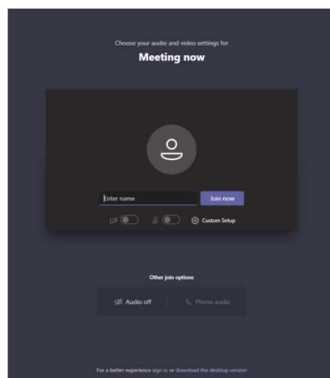 Choose your audio and video settings for
Meeting now
Enter name
Join now
Custom Setup
Other join options
Audio off
Phone audio
For a better experience sign in or download the desktop version